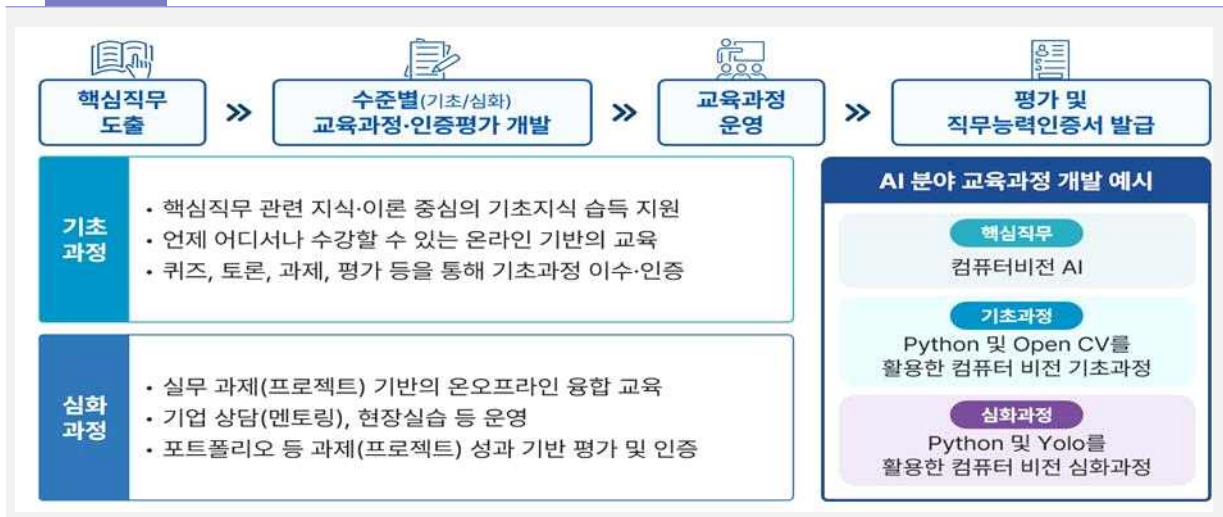 핵심직무
도출
»
수준별(기초/심화)
교육과정·인증평가 개발
»
교육과정
운영
»
평가 및
직무능력인증서 발급
기초
과정
• 핵심직무 관련 지식·이론 중심의 기초지식 습득 지원
• 언제 어디서나 수강할 수 있는 온라인 기반의 교육
• 퀴즈, 토론, 과제, 평가 등을 통해 기초과정 이수·인증
심화
과정
• 실무 과제(프로젝트) 기반의 온오프라인 융합 교육
• 기업 상담(멘토링), 현장실습 등 운영
• 포트폴리오 등 과제(프로젝트) 성과 기반 평가 및 인증
AI 분야 교육과정 개발 예시
핵심직무
컴퓨터비전 AI
기초과정
Python 및 Open CV를
활용한 컴퓨터 비전 기초과정
심화과정
Python 및 Yolo를
활용한 컴퓨터 비전 심화과정